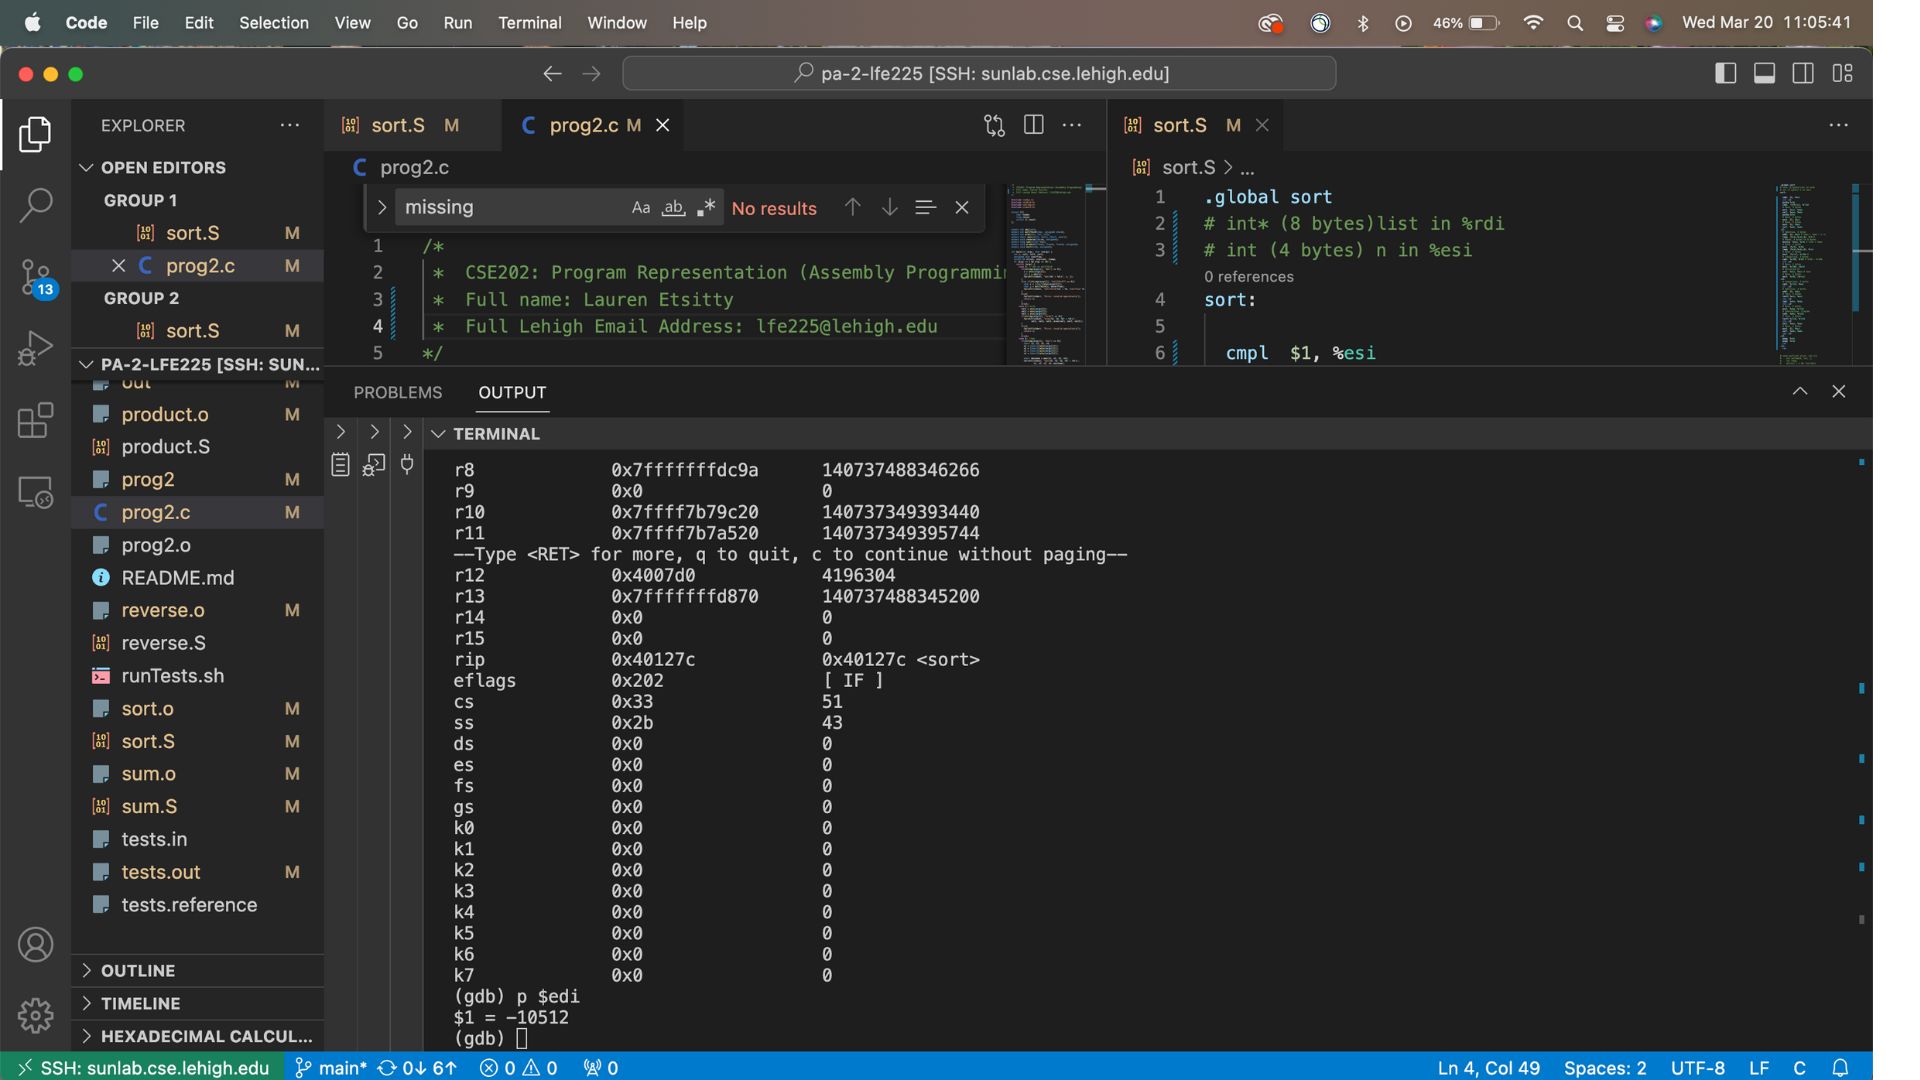 Code File Edit Selection View Go Run Terminal Window Help 46% Wed Mar 20 11:05:41
pa-2-lfe225 [SSH: sunlab.cse.lehigh.edu]
EXPLORER
OPEN EDITORS
GROUP 1
sort.S M
prog2.c M
GROUP 2
sort.S M
PA-2-LFE225 [SSH: SUN...
out M
product.o M
product.S
prog2 M
prog2.c M
prog2.o
README.md
reverse.o M
reverse.S
runTests.sh
sort.o M
sort.S M
sum.o M
sum.S M
tests.in
tests.out M
tests.reference
OUTLINE
TIMELINE
HEXADECIMAL CALCUL...
13
sort.S M
prog2.c M
prog2.c
missing Aa ab .* No results
1 /*
2 * CSE202: Program Representation (Assembly Programmi
3 * Full name: Lauren Etsitty
4 * Full Lehigh Email Address: lfe225@lehigh.edu
5 */
sort.S M
sort.S > ...
1 .global sort
2 # int* (8 bytes)list in %rdi
3 # int (4 bytes) n in %esi
0 references
4 sort:
5
6 cmpl $1, %esi
PROBLEMS OUTPUT
TERMINAL
r8 0x7fffffffdc9a 140737488346266
r9 0x0 0
r10 0x7ffff7b79c20 140737349393440
r11 0x7ffff7b7a520 140737349395744
--Type <RET> for more, q to quit, c to continue without paging--
r12 0x4007d0 4196304
r13 0x7fffffffd870 140737488345200
r14 0x0 0
r15 0x0 0
rip 0x40127c 0x40127c <sort>
eflags 0x202 [ IF ]
cs 0x33 51
ss 0x2b 43
ds 0x0 0
es 0x0 0
fs 0x0 0
gs 0x0 0
k0 0x0 0
k1 0x0 0
k2 0x0 0
k3 0x0 0
k4 0x0 0
k5 0x0 0
k6 0x0 0
k7 0x0 0
(gdb) p $edi
$1 = -10512
(gdb)
SSH: sunlab.cse.lehigh.edu main* 0↓ 6↑ 0 0 0 Ln 4, Col 49 Spaces: 2 UTF-8 LF C